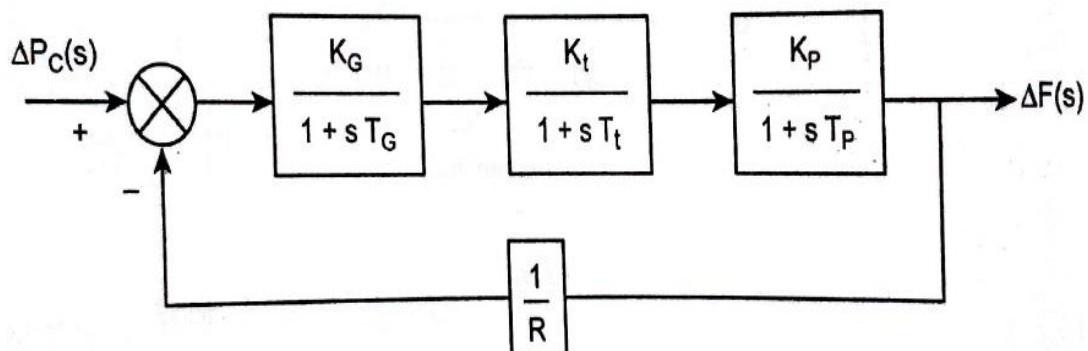 ΔP_C(s)
+
−
K_G
1 + s T_G
K_t
1 + s T_t
K_P
1 + s T_P
ΔF(s)
1
R